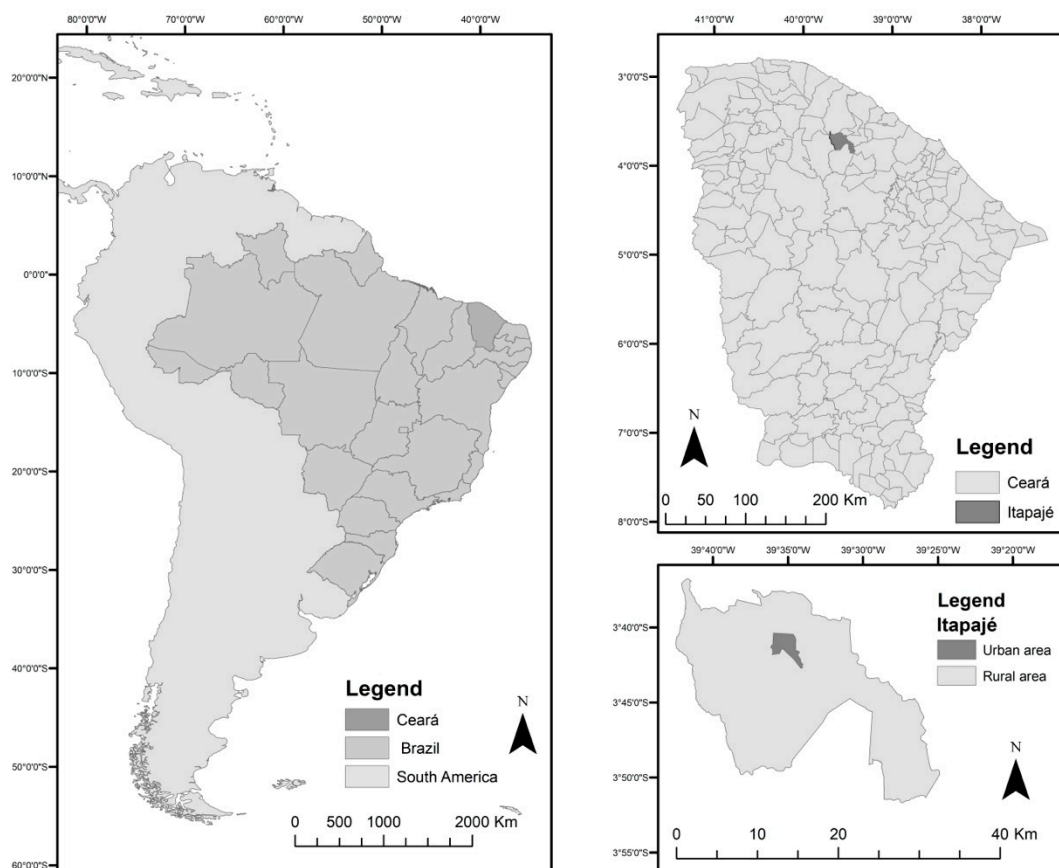 80°0'0"W 70°0'0"W 60°0'0"W 50°0'0"W 40°0'0"W
20°0'0"N
10°0'0"N
0°0'0"
10°0'0"S
20°0'0"S
30°0'0"S
40°0'0"S
50°0'0"S
60°0'0"S
Legend
Ceará
Brazil
South America
N
0 500 1000 2000 Km
41°0'0"W 40°0'0"W 39°0'0"W 38°0'0"W
3°0'0"S
4°0'0"S
5°0'0"S
6°0'0"S
7°0'0"S
8°0'0"S
N
0 50 100 200 Km
Legend
Ceará
Itapajé
39°40'0"W 39°35'0"W 39°30'0"W 39°25'0"W 39°20'0"W
3°40'0"S
3°45'0"S
3°50'0"S
3°55'0"S
Legend
Itapajé
Urban area
Rural area
N
0 10 20 40 Km